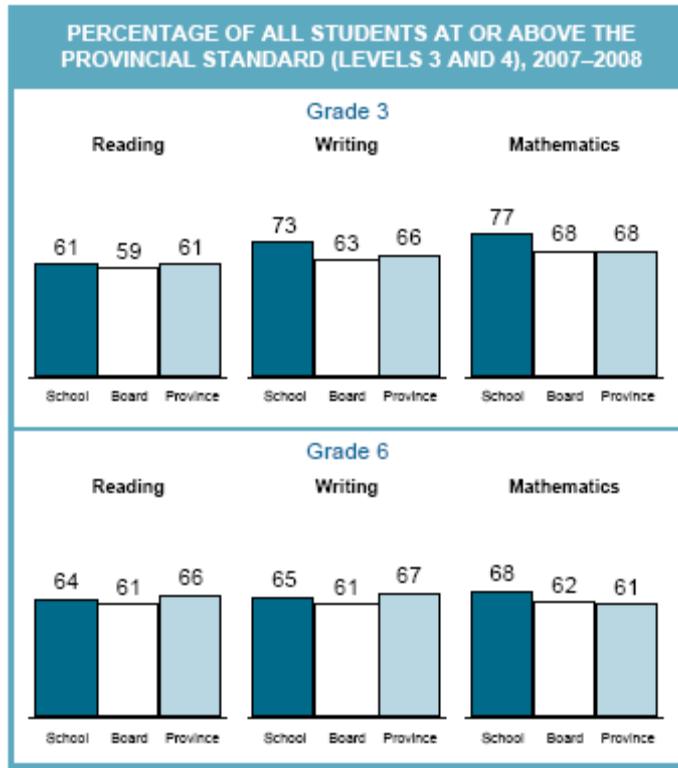 PERCENTAGE OF ALL STUDENTS AT OR ABOVE THE
PROVINCIAL STANDARD (LEVELS 3 AND 4), 2007–2008
Grade 3
Reading Writing Mathematics
61 59 61 73 63 66 77 68 68
School Board Province School Board Province School Board Province
Grade 6
Reading Writing Mathematics
64 61 66 65 61 67 68 62 61
School Board Province School Board Province School Board Province